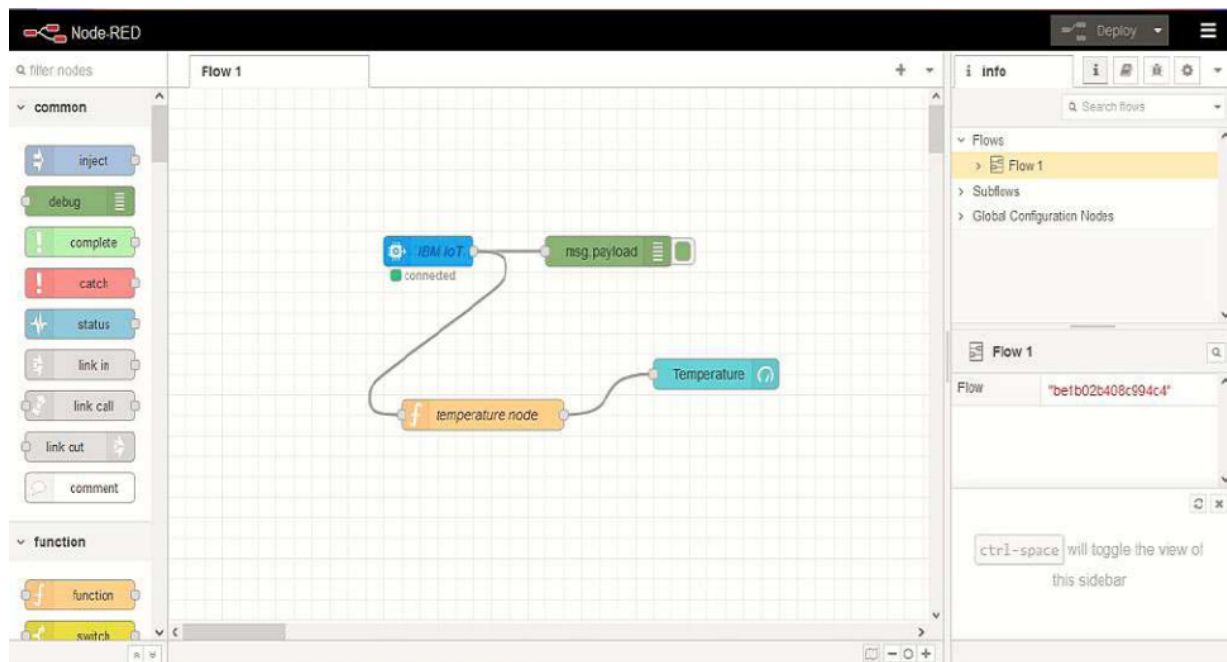 Node-RED
Deploy
filter nodes
Flow 1
info
common
Search flows
inject
Flows
Flow 1
debug
Subflows
Global Configuration Nodes
complete
IBM IoT
msg.payload
catch
connected
status
link in
Flow 1
Temperature
Flow
"be1b02b408c994c4"
link call
temperature node
link out
comment
function
ctrl-space will toggle the view of
this sidebar
function
switch